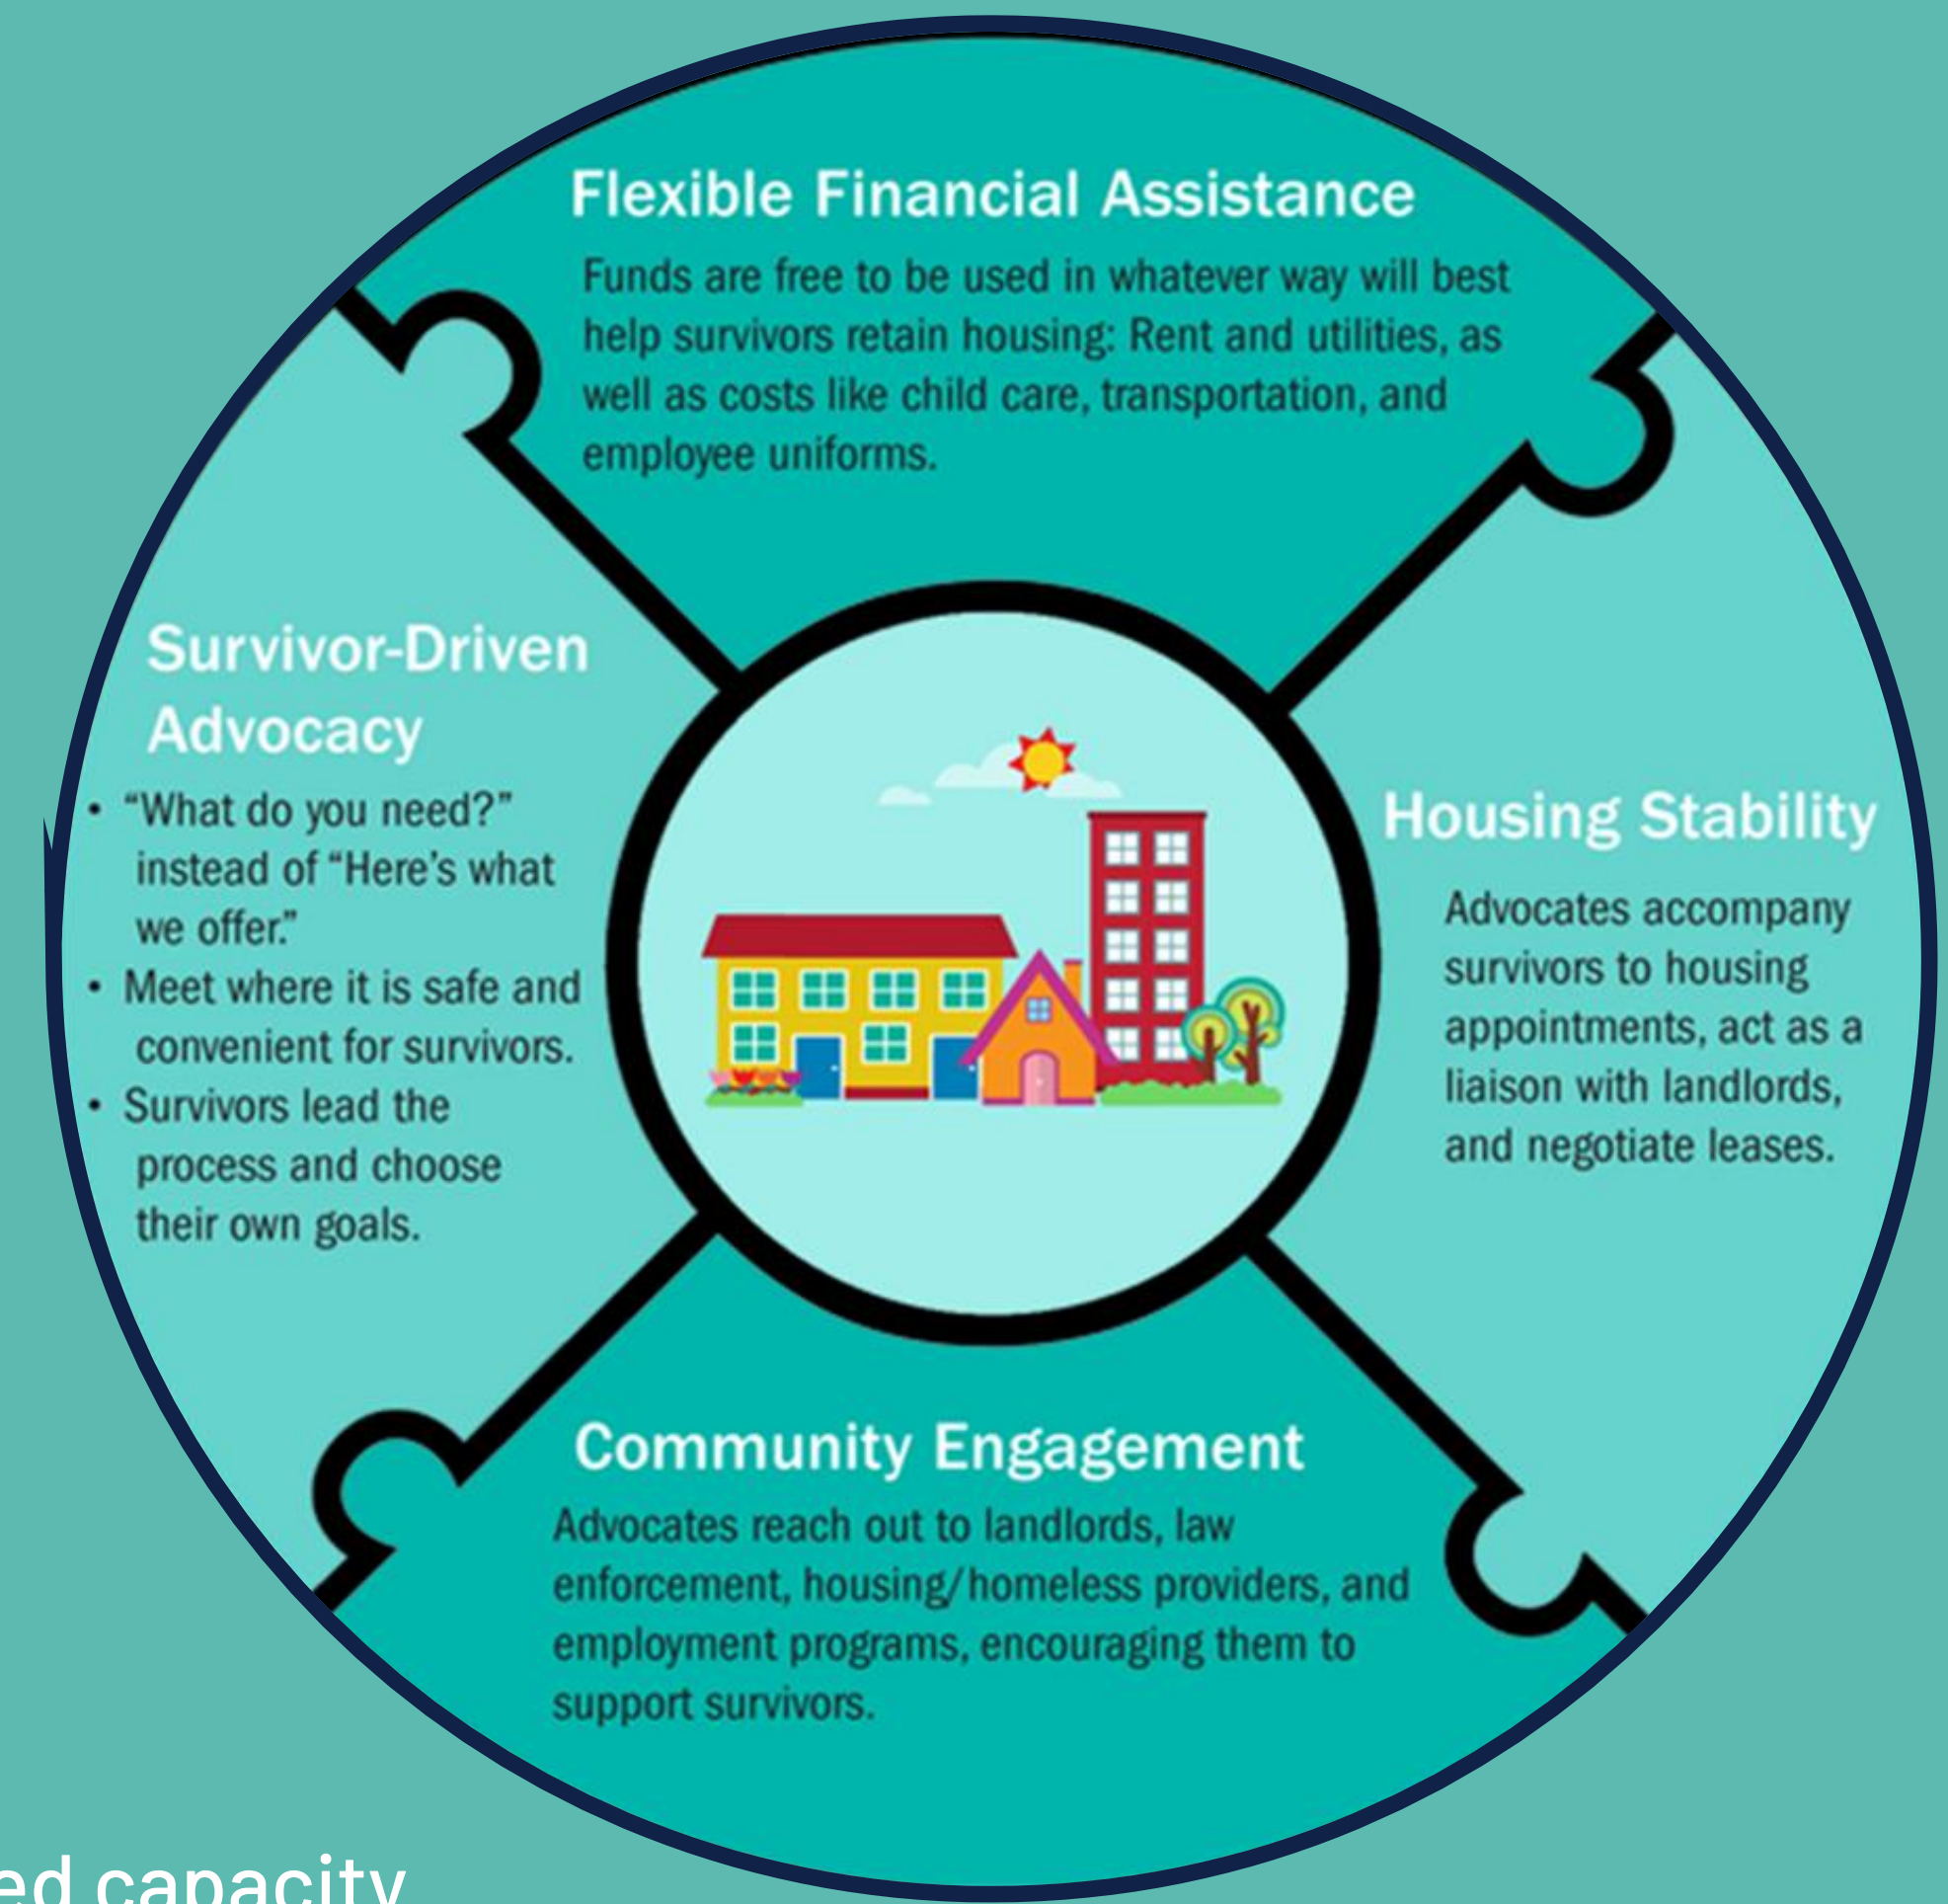 Flexible Financial Assistance
Funds are free to be used in whatever way will best
help survivors retain housing: Rent and utilities, as
well as costs like child care, transportation, and
employee uniforms.
Survivor-Driven
Advocacy
• “What do you need?”
instead of “Here’s what
we offer.”
• Meet where it is safe and
convenient for survivors.
• Survivors lead the
process and choose
their own goals.
Housing Stability
Advocates accompany
survivors to housing
appointments, act as a
liaison with landlords,
and negotiate leases.
Community Engagement
Advocates reach out to landlords, law
enforcement, housing/homeless providers, and
employment programs, encouraging them to
support survivors.
capacity